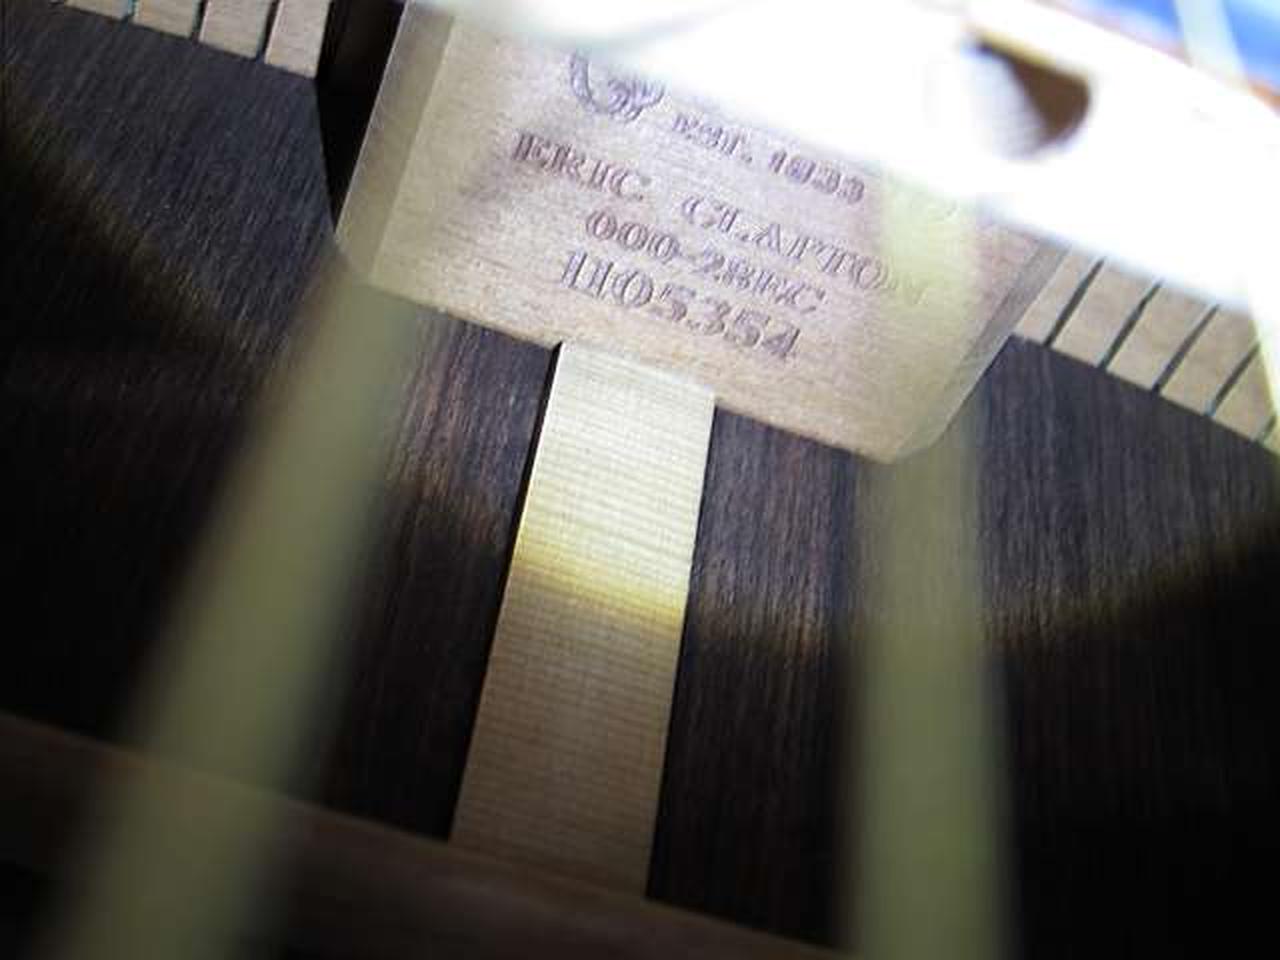 EST. 1833
ERIC CLAPTON
000-28EC
1105354